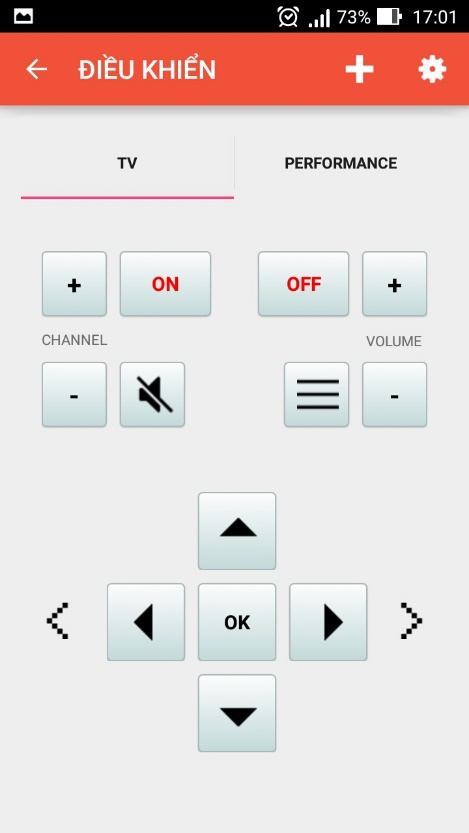 73% 17:01
ĐIỀU KHIỂN
TV PERFORMANCE
+ ON OFF +
CHANNEL VOLUME
- -
OK